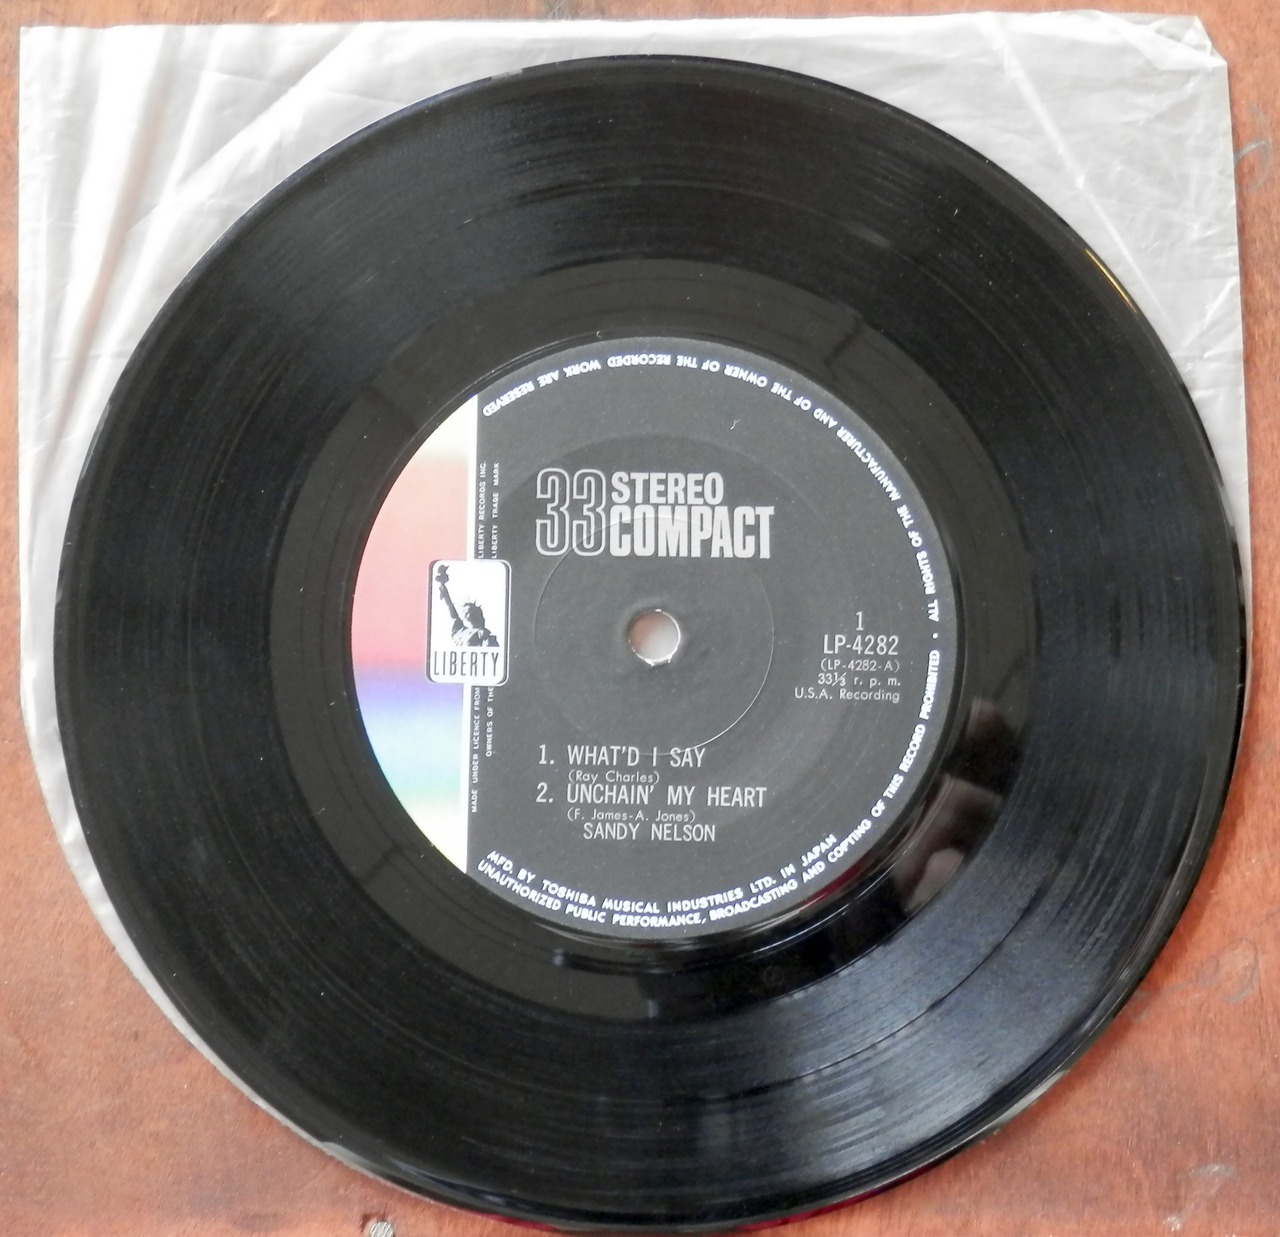 33 STEREO
COMPACT
LIBERTY
LIBERTY RECORDS INC.
LIBERTY TRADE MARK
MADE UNDER LICENCE FROM
OWNERS OF THE
1
LP-4282
(LP-4282-A)
33⅓ r. p. m.
U.S.A. Recording
1. WHAT'D I SAY
(Ray Charles)
2. UNCHAIN' MY HEART
(F. James-A. Jones)
SANDY NELSON
MFD. BY TOSHIBA MUSICAL INDUSTRIES LTD. IN JAPAN
UNAUTHORIZED PUBLIC PERFORMANCE, BROADCASTING AND COPYING OF THIS RECORD PROHIBITED • ALL RIGHTS OF THE MANUFACTURER AND OF THE OWNER OF THE RECORDED WORK ARE RESERVED